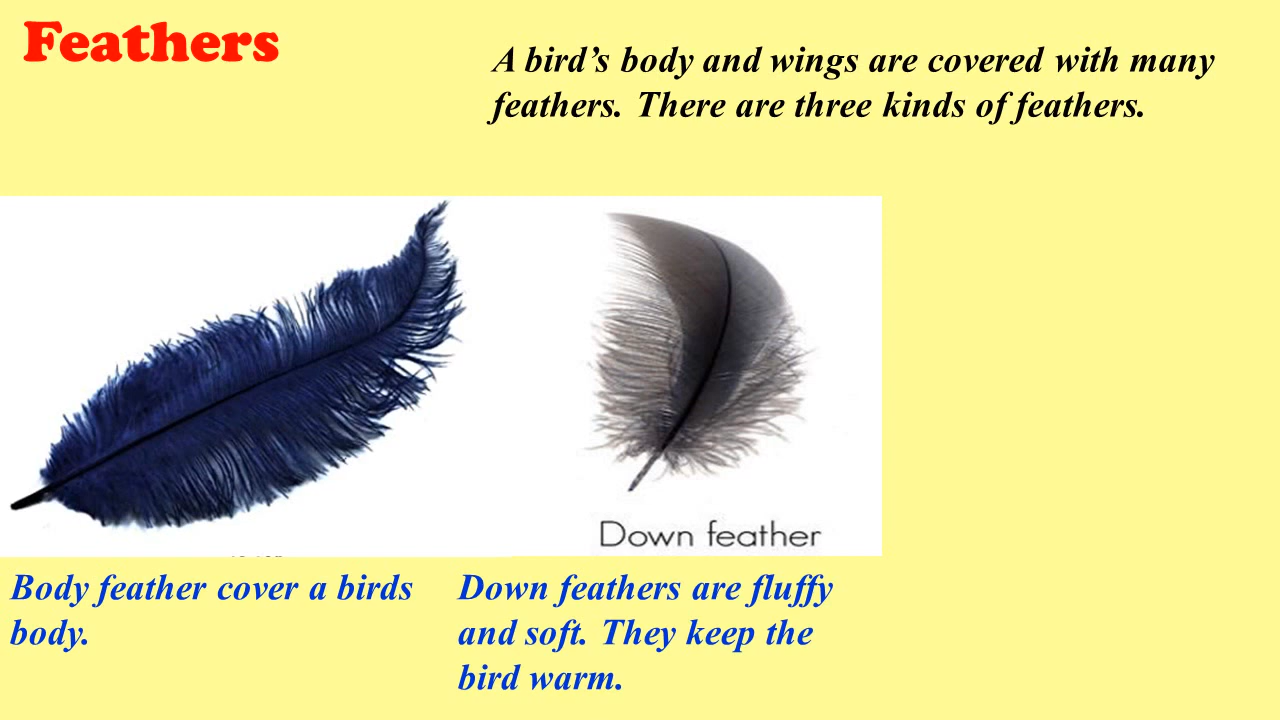 Feathers
A bird’s body and wings are covered with many
feathers. There are three kinds of feathers.
Down feather
Body feather cover a birds
body.
Down feathers are fluffy
and soft. They keep the
bird warm.